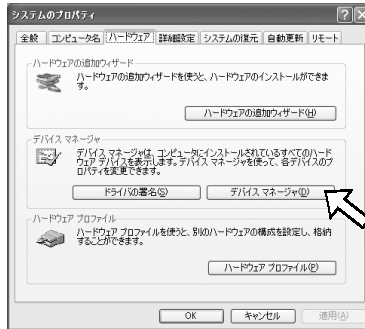 システムのプロパティ
全般 コンピュータ名 ハードウェア 詳細設定 システムの復元 自動更新 リモート
ハードウェアの追加ウィザード
ハードウェアの追加ウィザードを使うと、ハードウェアのインストールができます。
ハードウェアの追加ウィザード(H)
デバイス マネージャ
デバイス マネージャは、コンピュータにインストールされているすべてのハード
ウェア デバイスを表示します。デバイス マネージャを使って、各デバイスのプ
ロパティを変更できます。
ドライバの署名(S) デバイス マネージャ(D)
ハードウェア プロファイル
ハードウェア プロファイルを使うと、別のハードウェアの構成を設定し、格納
することができます。
ハードウェア プロファイル(P)
OK キャンセル 適用(A)